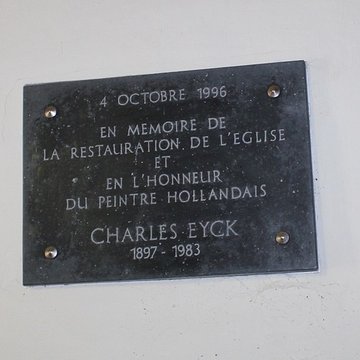 4 OCTOBRE 1996
EN MEMOIRE DE
LA RESTAURATION DE L'EGLISE
ET
EN L'HONNEUR
DU PEINTRE HOLLANDAIS
CHARLES EYCK
1897 - 1983